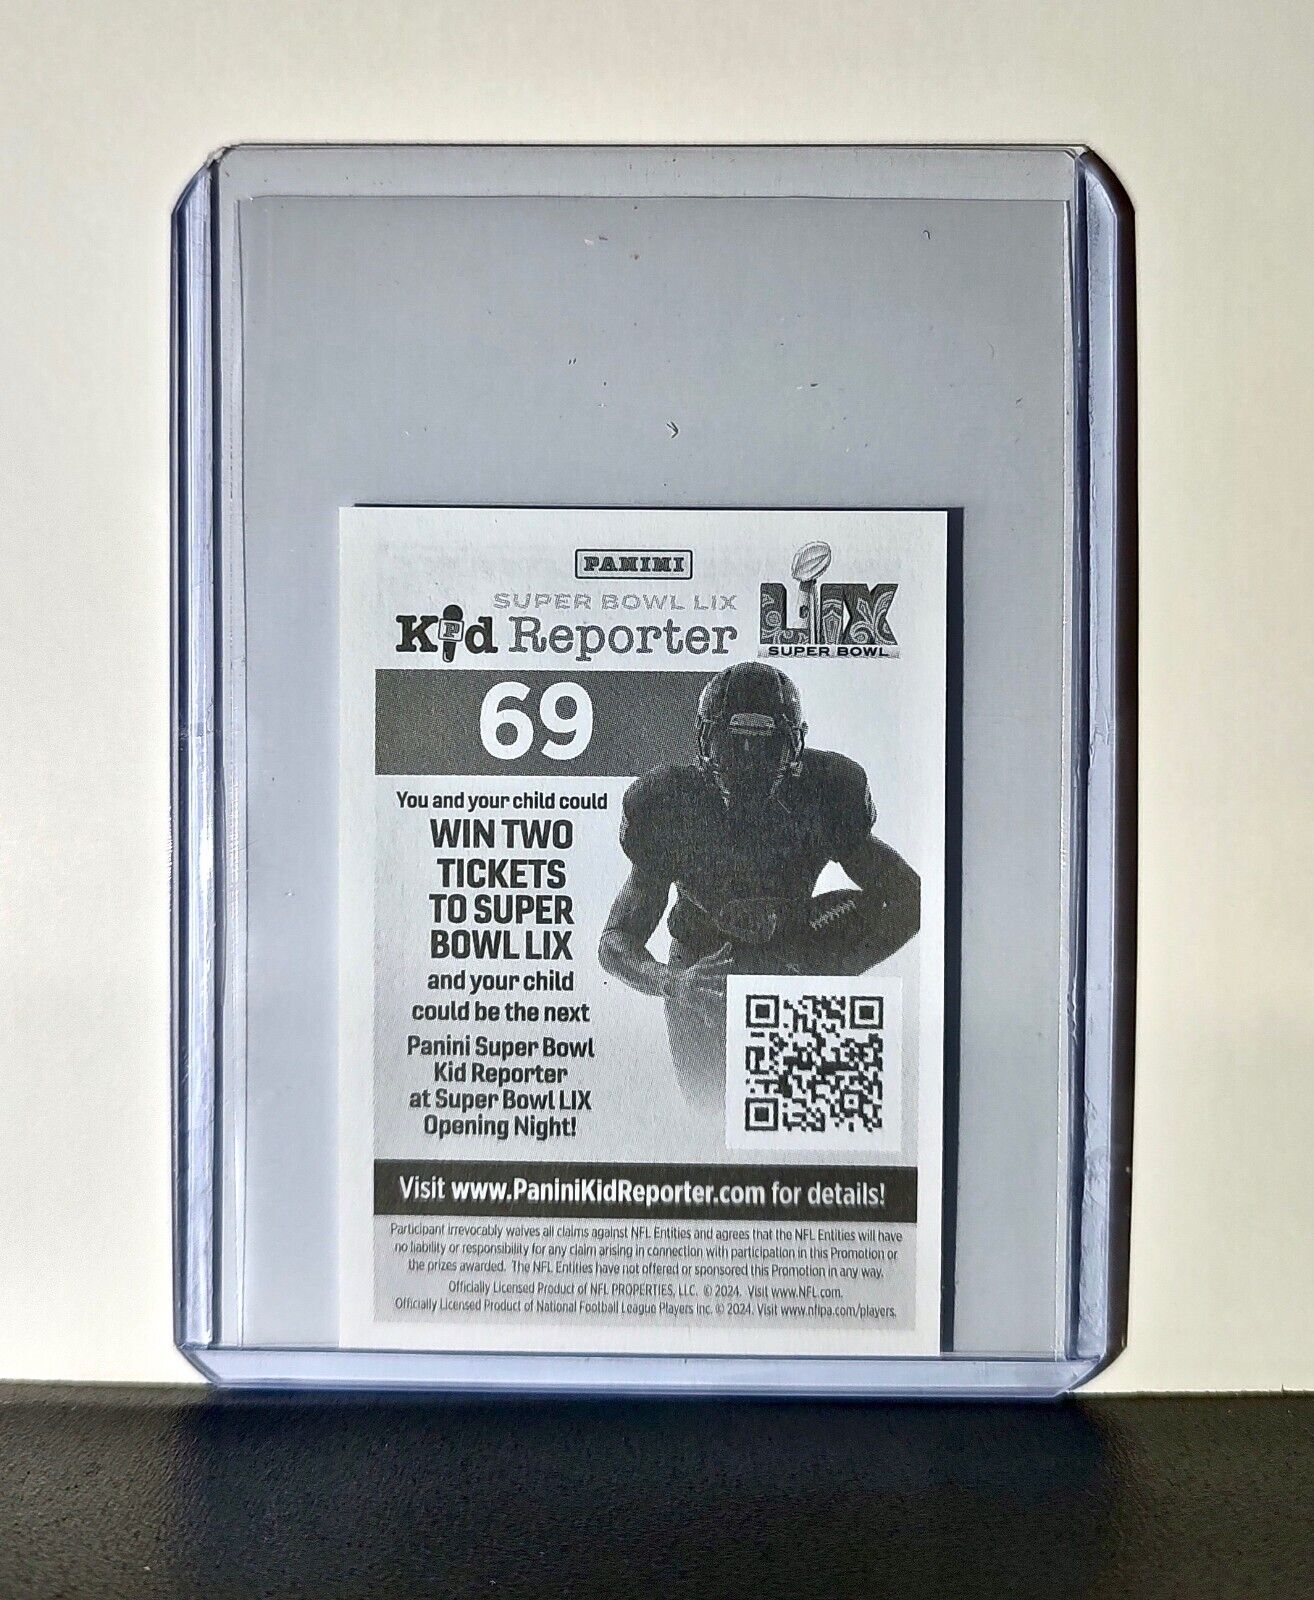 PANINI
SUPER BOWL LIX
Kid Reporter
P
LIX
SUPER BOWL
69
You and your child could
WIN TWO
TICKETS
TO SUPER
BOWL LIX
and your child
could be the next
Panini Super Bowl
Kid Reporter
at Super Bowl LIX
Opening Night!
Visit www.PaniniKidReporter.com for details!
Participant irrevocably waives all claims against NFL Entities and agrees that the NFL Entities will have
no liability or responsibility for any claim arising in connection with participation in this Promotion or
the prizes awarded. The NFL Entities have not offered or sponsored this Promotion in any way.
Officially Licensed Product of NFL PROPERTIES, LLC. © 2024. Visit www.NFL.com.
Officially Licensed Product of National Football League Players Inc. © 2024. Visit www.nflpa.com/players.